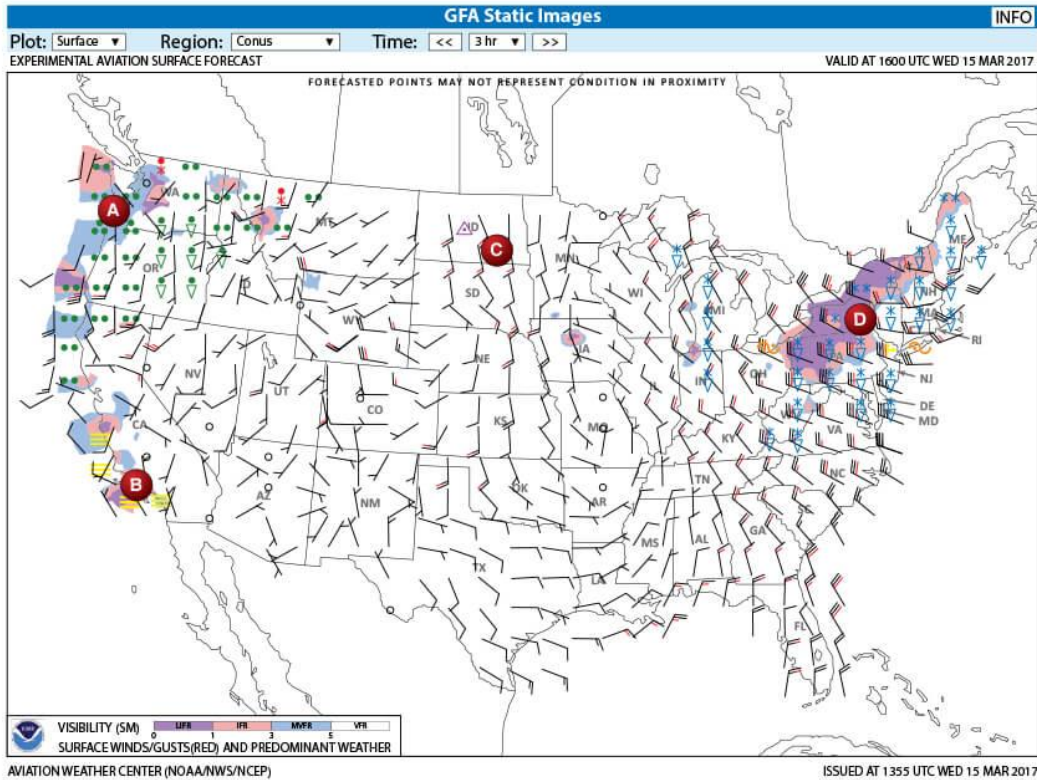 GFA Static Images
INFO
Plot: Surface ▼ Region: Conus ▼ Time: << 3 hr ▼ >>
EXPERIMENTAL AVIATION SURFACE FORECAST VALID AT 1600 UTC WED 15 MAR 2017
FORECASTED POINTS MAY NOT REPRESENT CONDITION IN PROXIMITY
WA
A
MT
ND
C
MN
ME
OR
ID
SD
WI
MI
NH
MA
D
WY
RI
NE
IA
PA
NV
UT
IN
OH
NJ
CO
DE
CA
KS
MO
MD
KY
VA
B
AZ
NM
OK
AR
TN
NC
SC
MS
AL
GA
TX
LA
FL
VISIBILITY (SM) LIFR IFR MVFR VFR
0 1 3 5
SURFACE WINDS/GUSTS(RED) AND PREDOMINANT WEATHER
AVIATION WEATHER CENTER (NOAA/NWS/NCEP) ISSUED AT 1355 UTC WED 15 MAR 2017